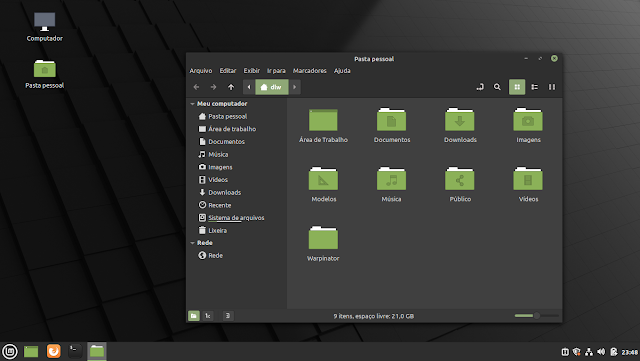 Computador
Pasta pessoal
Pasta pessoal
Arquivo Editar Exibir Ir para Marcadores Ajuda
dlw
Meu computador
Pasta pessoal
Área de trabalho
Documentos
Música
Imagens
Vídeos
Downloads
Recente
Sistema de arquivos
Lixeira
Rede
Rede
Área de Trabalho Documentos Downloads Imagens
Modelos Música Público Vídeos
Warpinator
9 itens, espaço livre: 21,0 GB